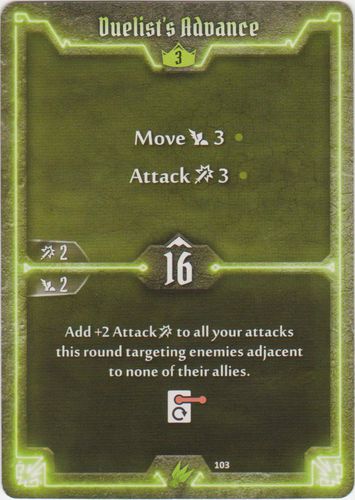 Duelist's Advance
3
Move 3
Attack 3
2
16
2
Add +2 Attack to all your attacks
this round targeting enemies adjacent
to none of their allies.
103